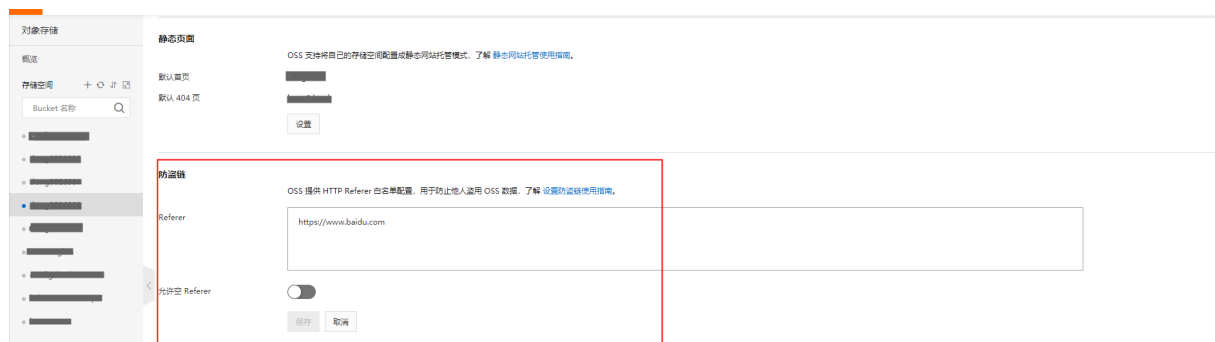 对象存储
概览
存储空间
Bucket 名称
静态页面
OSS 支持将自己的存储空间配置成静态网站托管模式，了解 静态网站托管使用指南。
默认首页
默认 404 页
设置
防盗链
OSS 提供 HTTP Referer 白名单配置，用于防止他人盗用 OSS 数据，了解 设置防盗链使用指南。
Referer
https://www.baidu.com
允许空 Referer
保存 取消